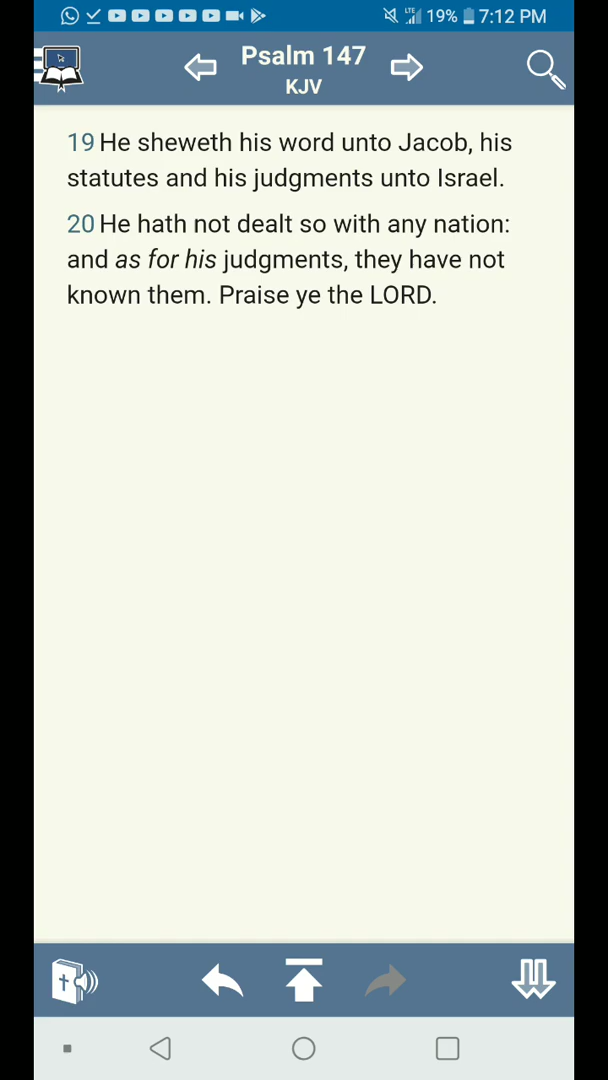 LTE 19% 7:12 PM
Psalm 147
KJV
19 He sheweth his word unto Jacob, his
statutes and his judgments unto Israel.
20 He hath not dealt so with any nation:
and as for his judgments, they have not
known them. Praise ye the LORD.